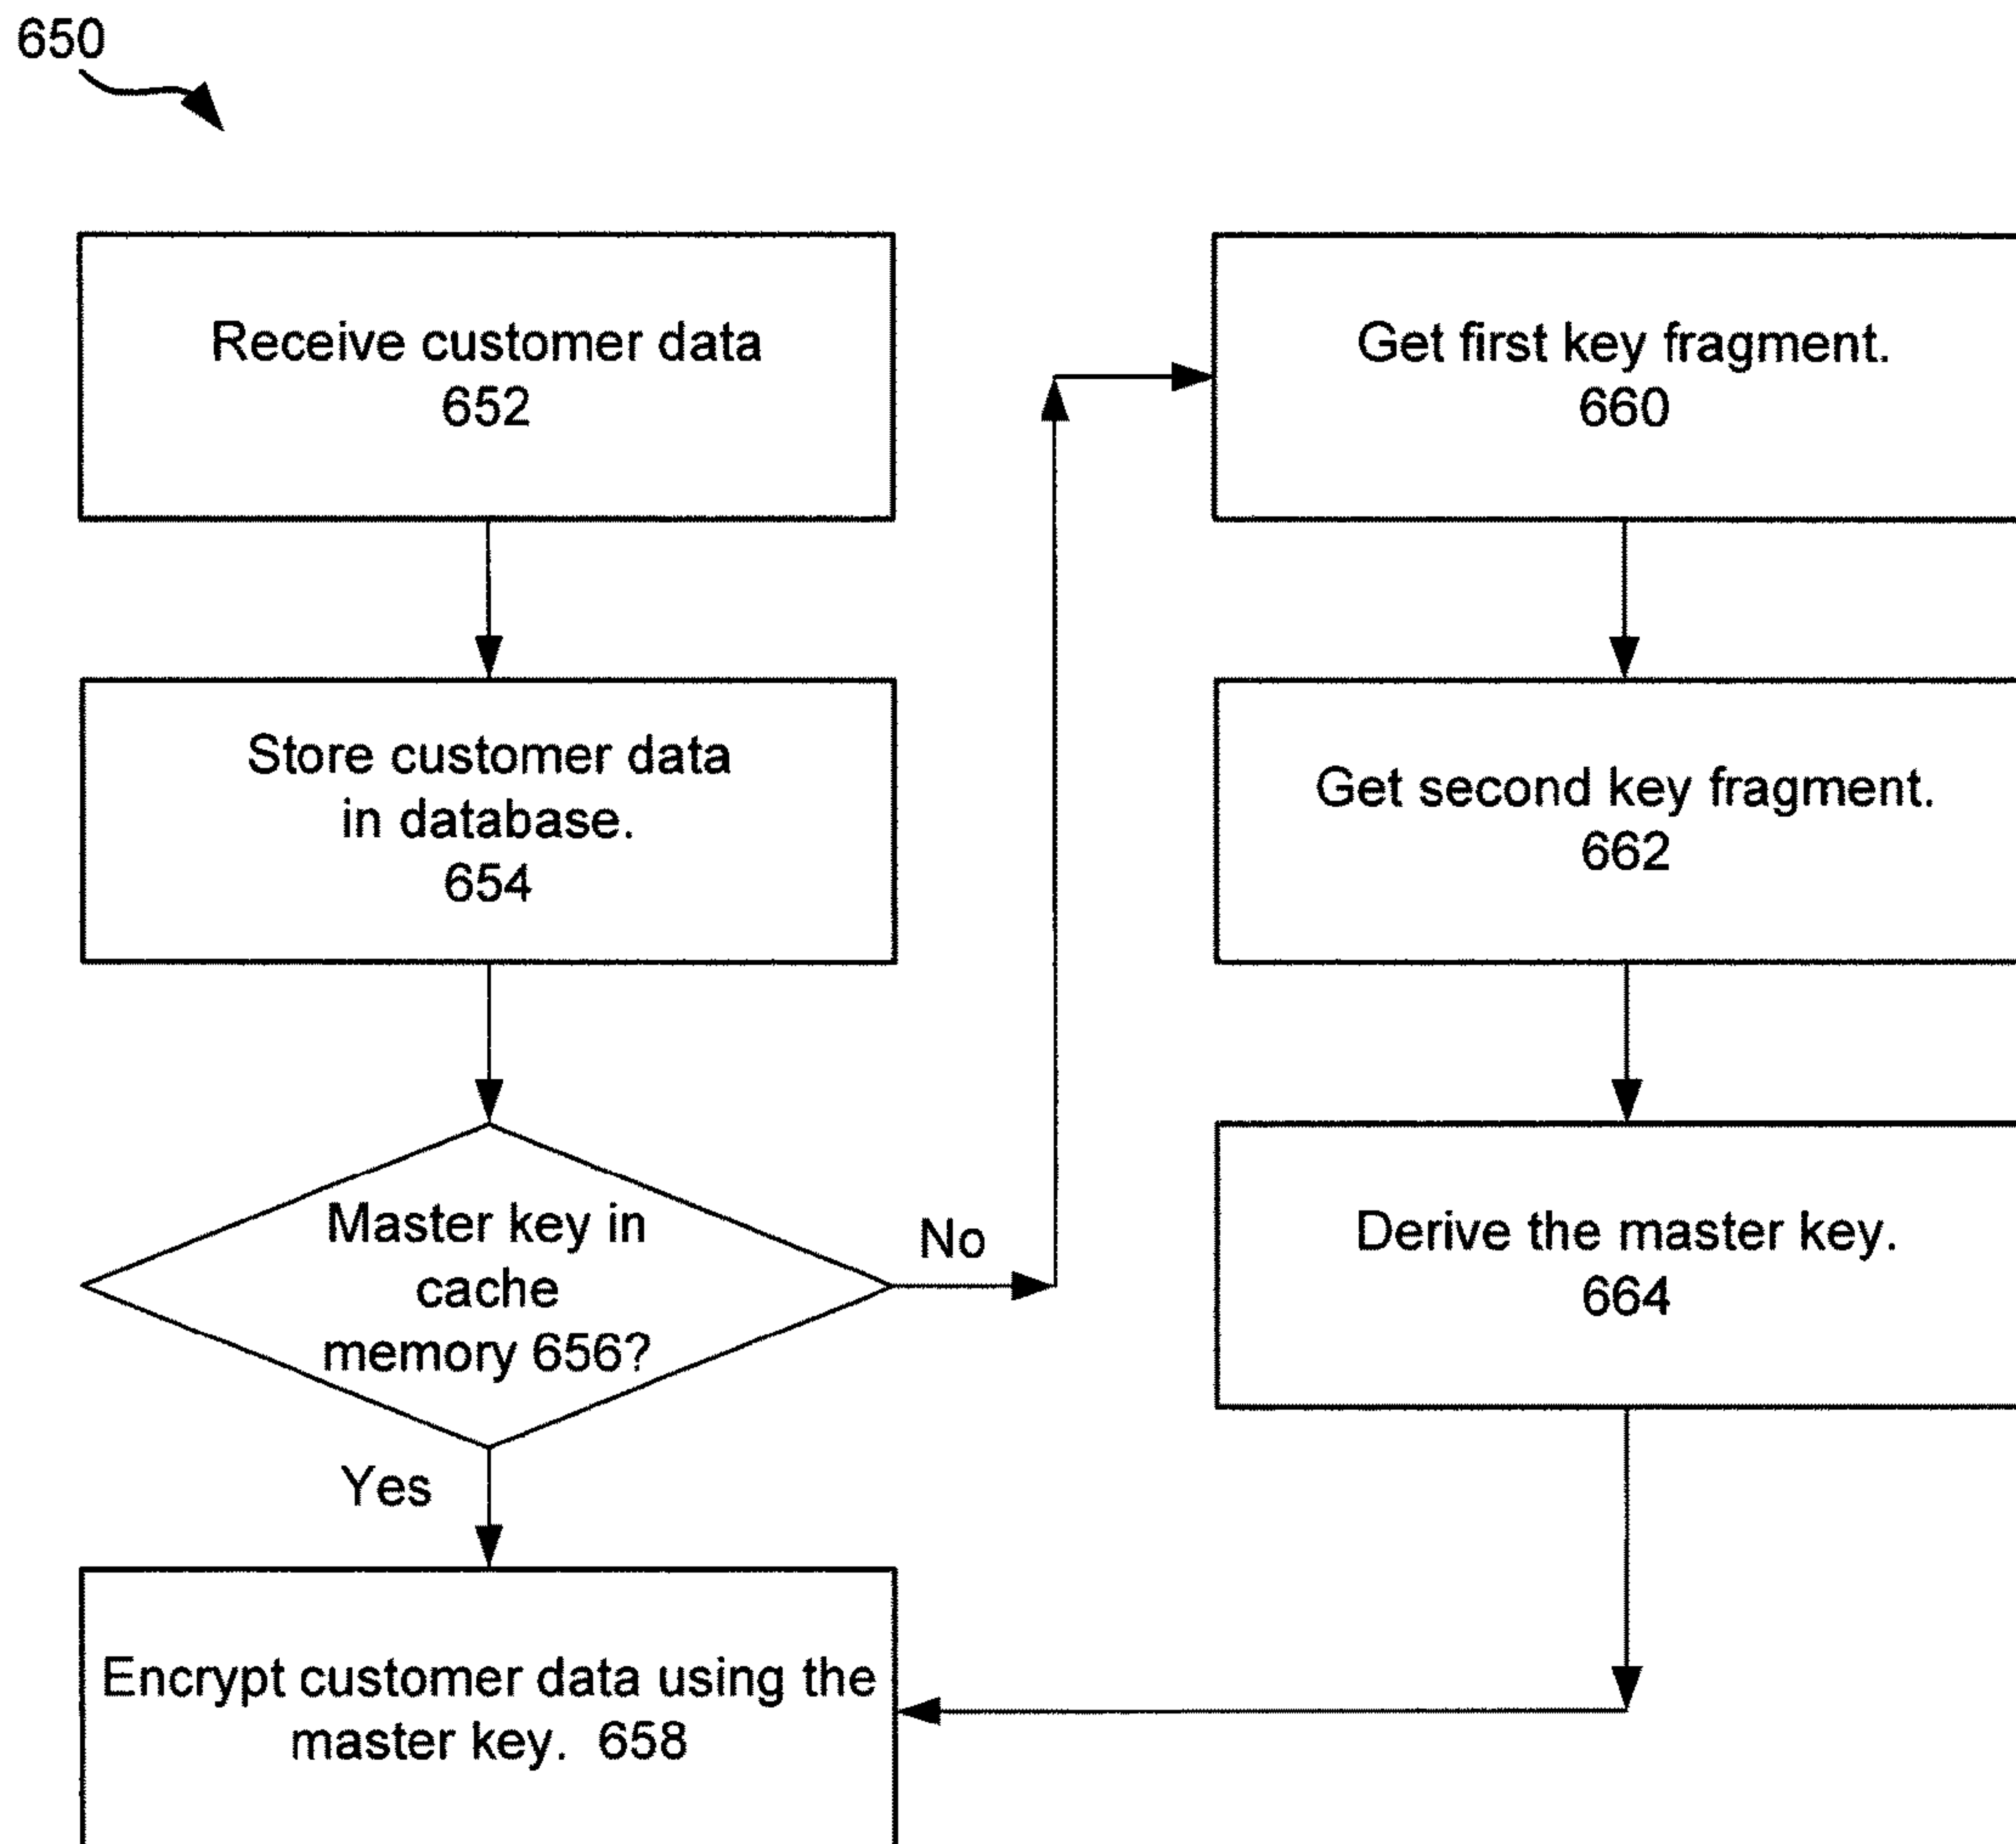 650
Receive customer data
652
Store customer data
in database.
654
Master key in
cache
memory 656?
No
Yes
Encrypt customer data using the
master key. 658
Get first key fragment.
660
Get second key fragment.
662
Derive the master key.
664